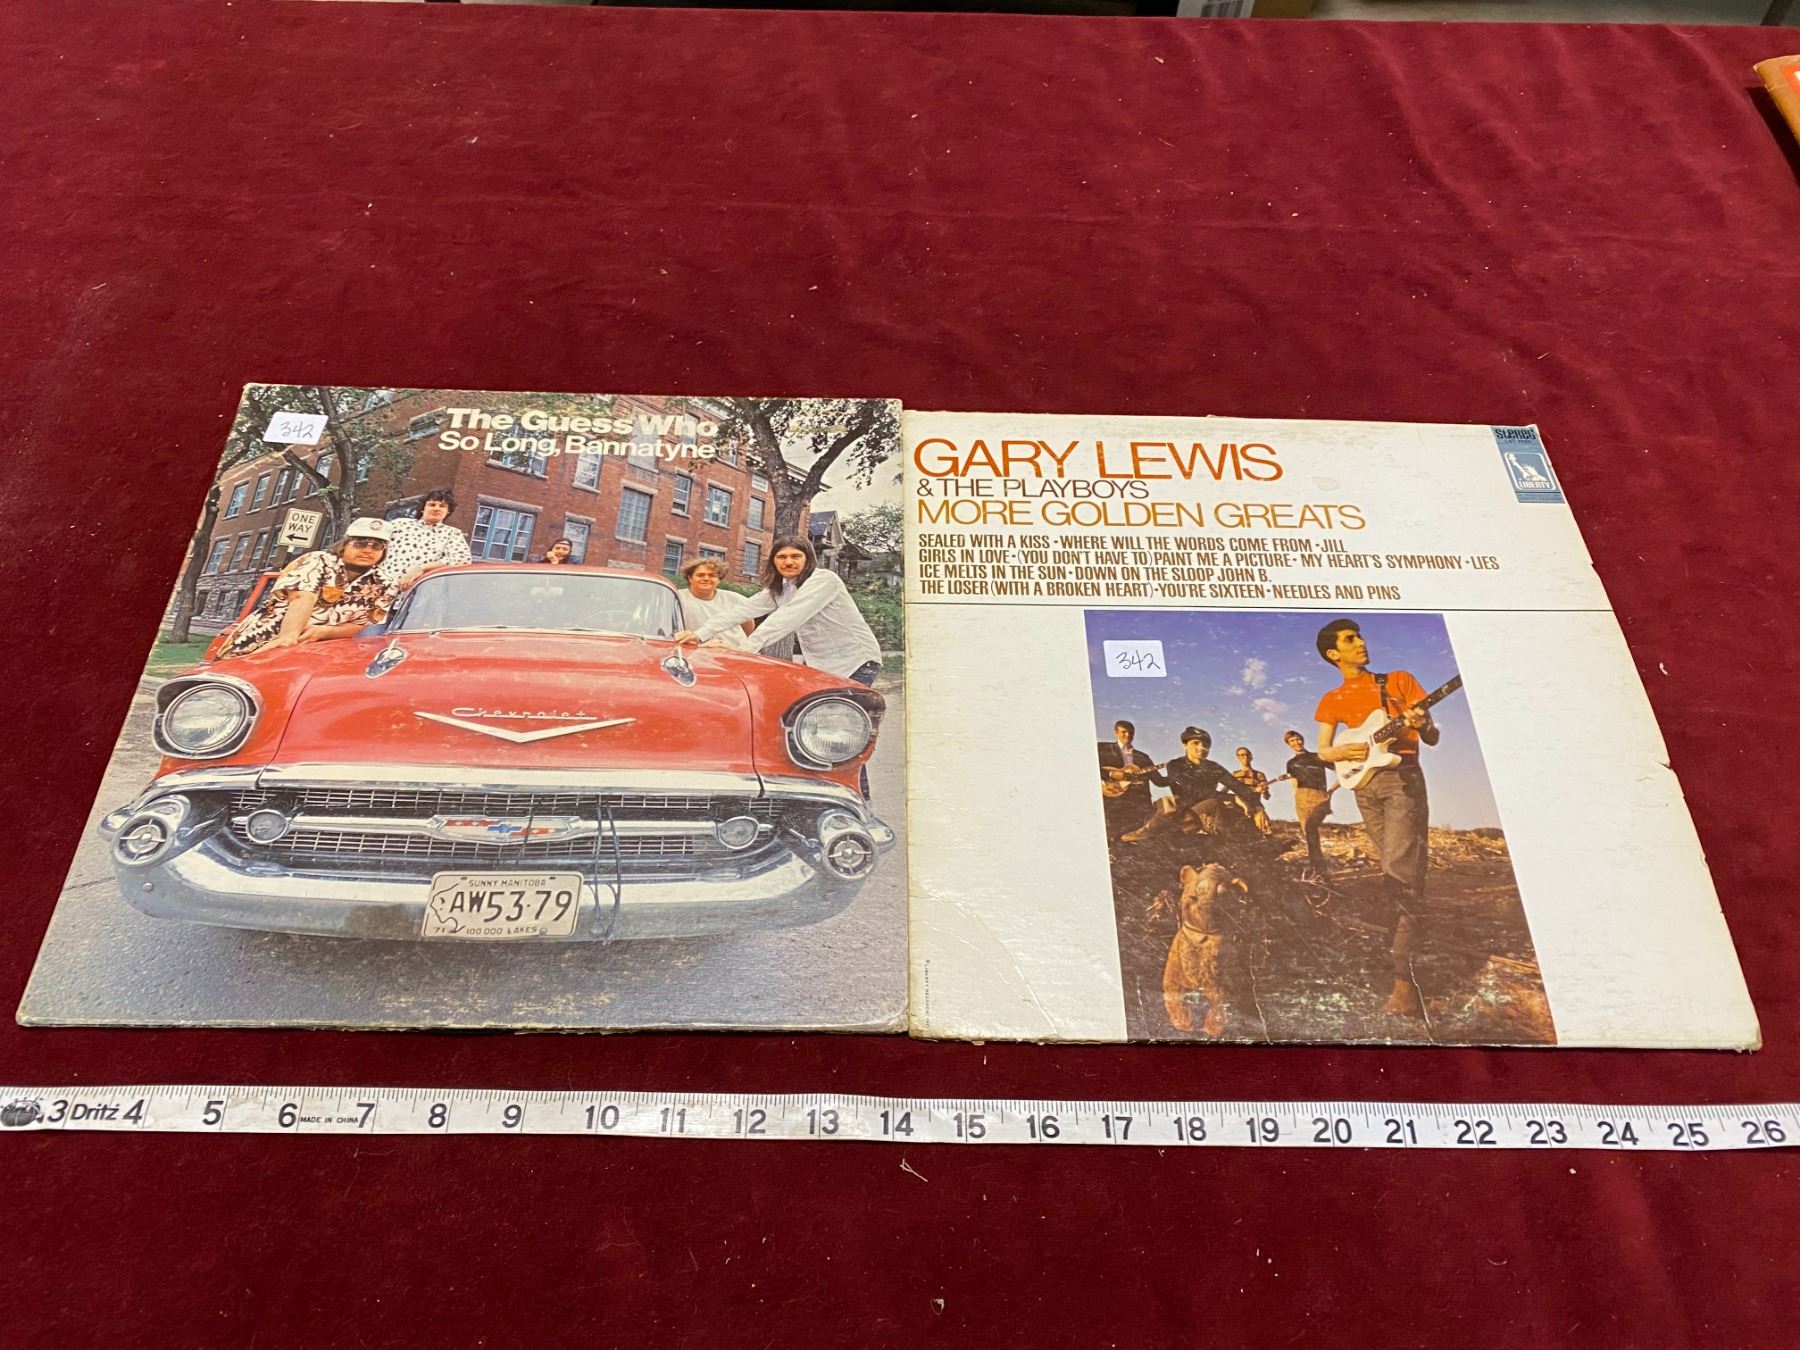 342
The Guess Who
So Long, Bannatyne
ONE
WAY
Chevrolet
SUNNY MANITOBA
AW53·79
71 100,000 LAKES
GARY LEWIS
& THE PLAYBOYS
MORE GOLDEN GREATS
SEALED WITH A KISS • WHERE WILL THE WORDS COME FROM • JILL
GIRLS IN LOVE • (YOU DON'T HAVE TO) PAINT ME A PICTURE • MY HEART'S SYMPHONY • LIES
ICE MELTS IN THE SUN • DOWN ON THE SLOOP JOHN B.
THE LOSER (WITH A BROKEN HEART) • YOU'RE SIXTEEN • NEEDLES AND PINS
STEREO
LIBERTY
342
3 Dritz 4 5 6 MADE IN CHINA 7 8 9 10 11 12 13 14 15 16 17 18 19 20 21 22 23 24 25 26